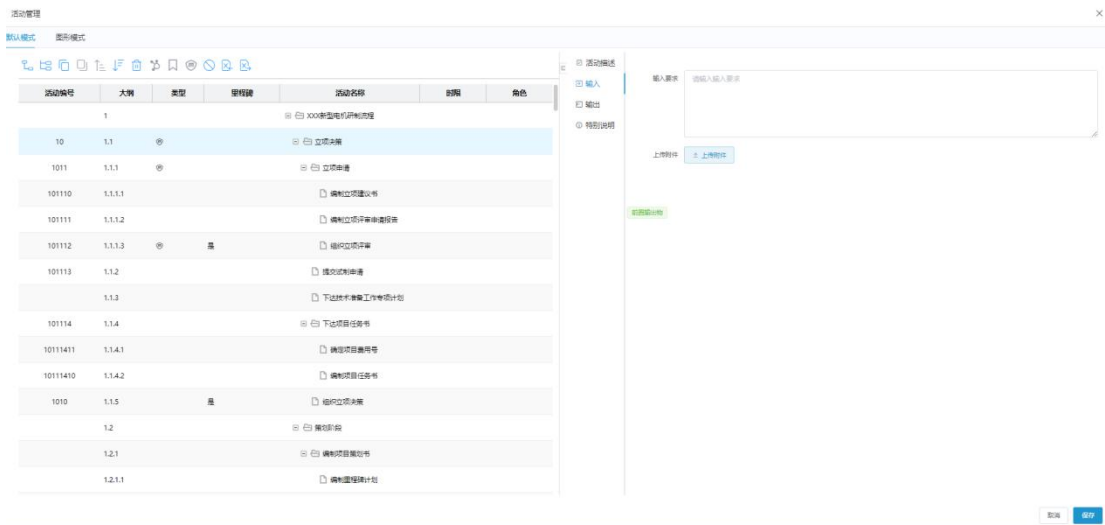 活动管理
默认模式 图形模式
活动编号 大纲 类型 里程碑 活动名称 时限 角色
1 XXX新型电机研制流程
10 1.1 立项决策
1011 1.1.1 立项申请
101110 1.1.1.1 编制立项建议书
101111 1.1.1.2 编制立项评审申请报告
101112 1.1.1.3 是 组织立项评审
101113 1.1.2 提交试制申请
1.1.3 下达技术准备工作专项计划
101114 1.1.4 下达项目任务书
10111411 1.1.4.1 确定项目费用号
10111410 1.1.4.2 编制项目任务书
1010 1.1.5 是 组织立项决策
1.2 策划阶段
1.2.1 编制项目策划书
1.2.1.1 编制里程碑计划
活动描述
输入
输出
特别说明
输入要求 请输入输入要求
上传附件 上传附件
前置输出物
取消 保存